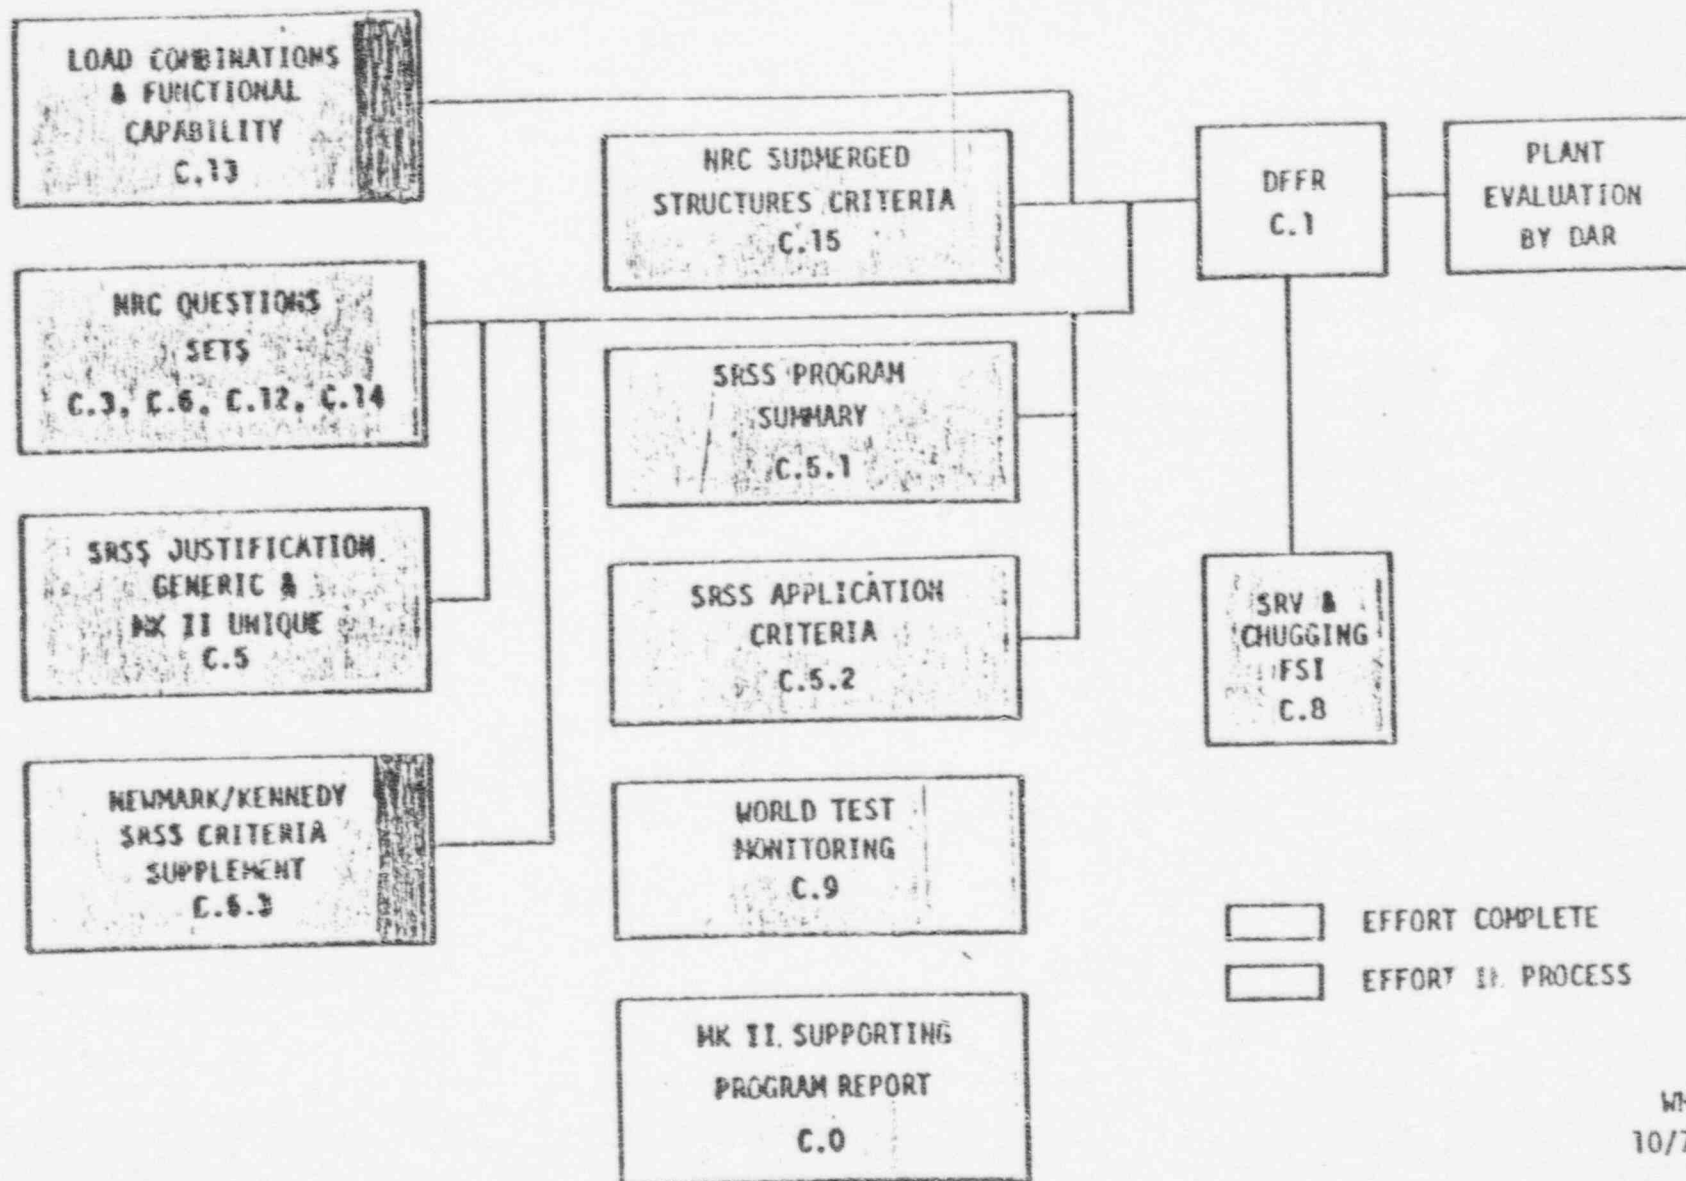 LOAD COMBINATIONS
& FUNCTIONAL
CAPABILITY
C.13
NRC QUESTIONS
SETS
C.3, C.6, C.12, C.14
SRSS JUSTIFICATION
GENERIC &
MK II UNIQUE
C.5
NEWMARK/KENNEDY
SRSS CRITERIA
SUPPLEMENT
NRC SUBMERGED
STRUCTURES CRITERIA
C.15
SRSS PROGRAM
SUMMARY
C.5.1
SRSS APPLICATION
CRITERIA
C.5.2
WORLD TEST
MONITORING
C.9
MK II SUPPORTING
PROGRAM REPORT
C.0
DFFR
C.1
PLANT
EVALUATION
BY DAR
SRV &
CHUGGING
FSI
C.8
EFFORT COMPLETE
EFFORT IN PROCESS